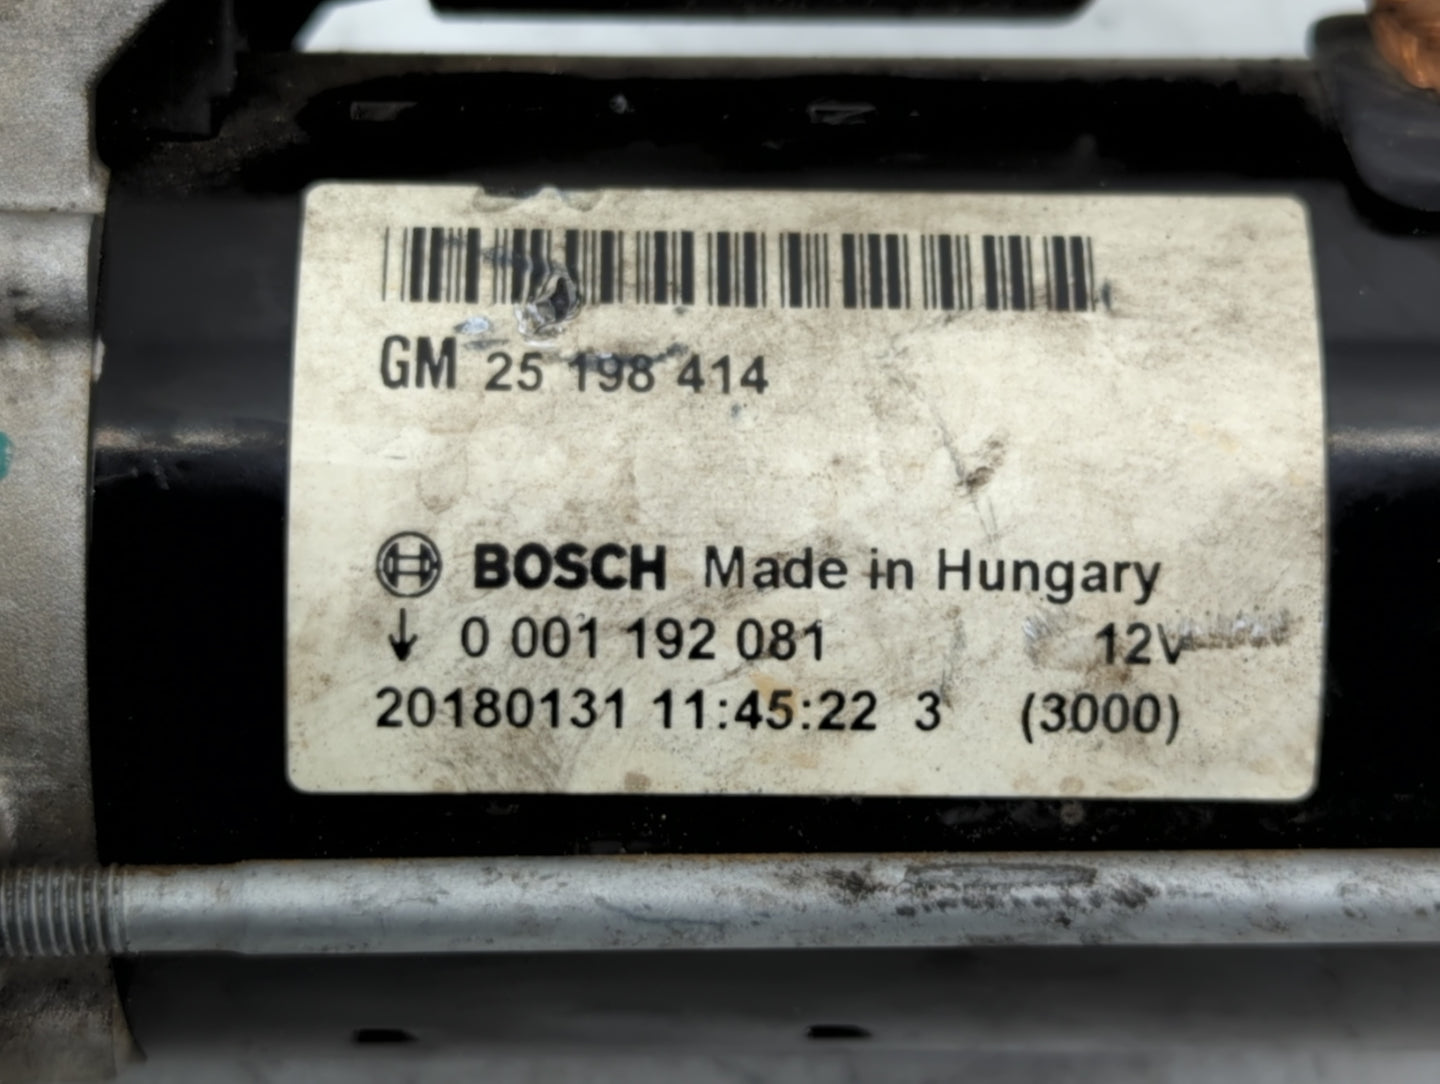 GM 25 198 414
BOSCH Made in Hungary
↓ 0 001 192 081 12V
20180131 11:45:22 3 (3000)